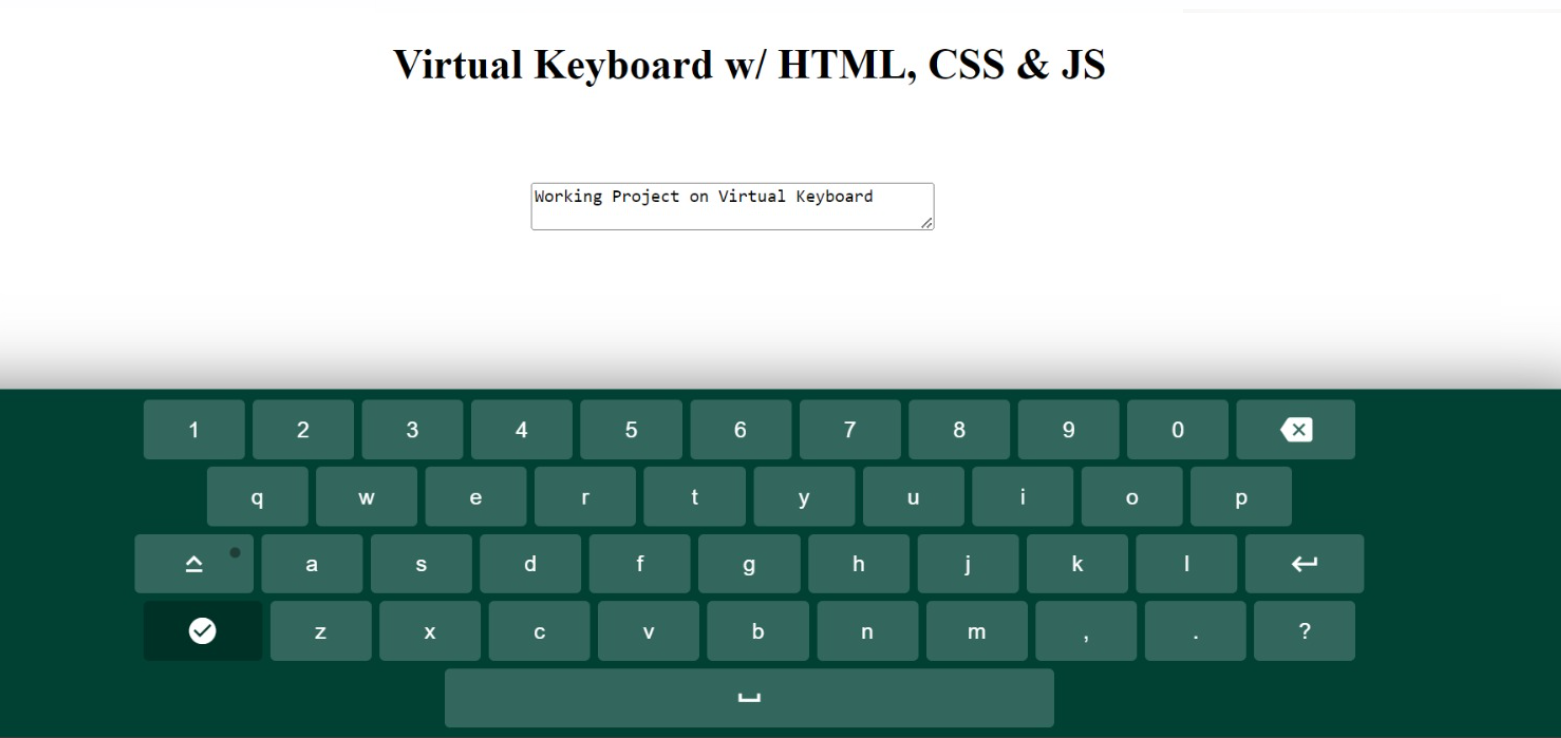 Virtual Keyboard w/ HTML, CSS & JS
Working Project on Virtual Keyboard
1 2 3 4 5 6 7 8 9 0
q w e r t y u i o p
a s d f g h j k l
z x c v b n m , . ?